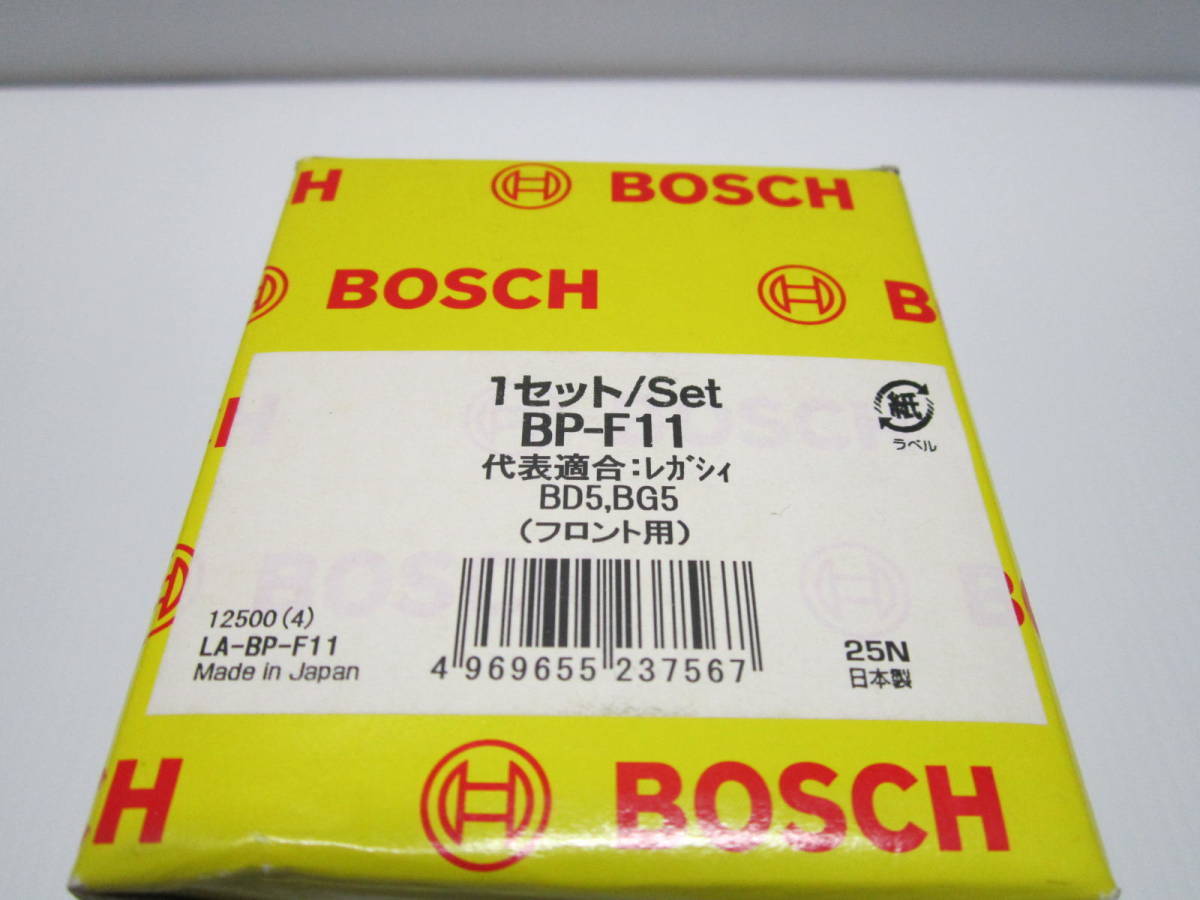 H BOSCH
BOSCH B
1セット/Set
BP-F11
代表適合:レガシィ
BD5,BG5
(フロント用)
紙
ラベル
H BOSCH
BOSCH B
12500(4)
LA-BP-F11
Made in Japan
4 969655 237567
25N
日本製
H BOSCH